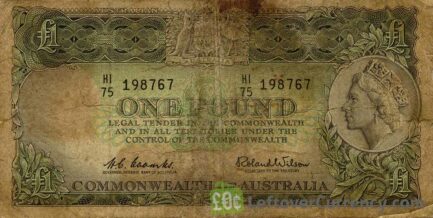 £1 £1
HI 75 198767 HI 75 198767
ONE POUND
LEGAL TENDER IN THE COMMONWEALTH
AND IN ALL TERRITORIES UNDER THE
CONTROL OF THE COMMONWEALTH
H.C. Coombs Roland Wilson
COMMONWEALTH OF AUSTRALIA
£1 £1
LeftoverCurrency.com